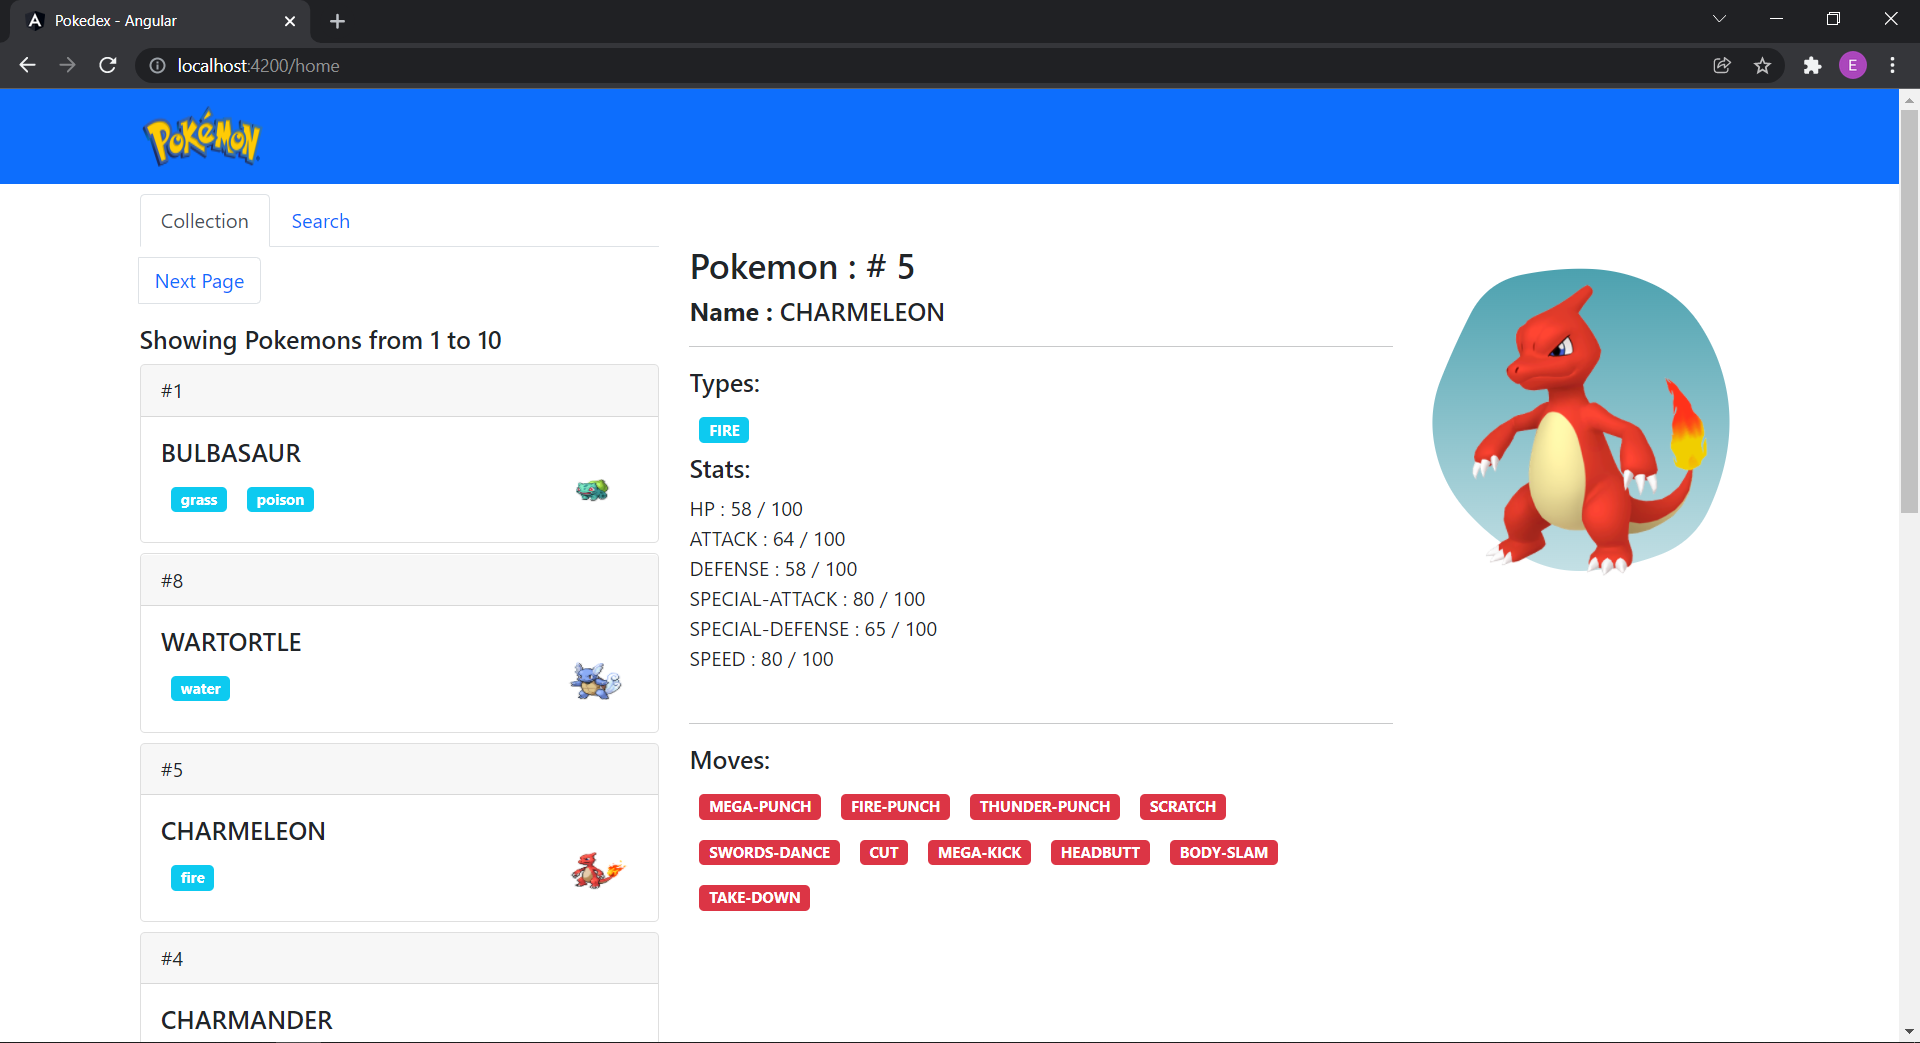 Pokedex - Angular
localhost:4200/home
E
POKéMON
Collection
Search
Next Page
Showing Pokemons from 1 to 10
#1
BULBASAUR
grass poison
#8
WARTORTLE
water
#5
CHARMELEON
fire
#4
CHARMANDER
Pokemon : # 5
Name : CHARMELEON
Types:
FIRE
Stats:
HP : 58 / 100
ATTACK : 64 / 100
DEFENSE : 58 / 100
SPECIAL-ATTACK : 80 / 100
SPECIAL-DEFENSE : 65 / 100
SPEED : 80 / 100
Moves:
MEGA-PUNCH FIRE-PUNCH THUNDER-PUNCH SCRATCH
SWORDS-DANCE CUT MEGA-KICK HEADBUTT BODY-SLAM
TAKE-DOWN